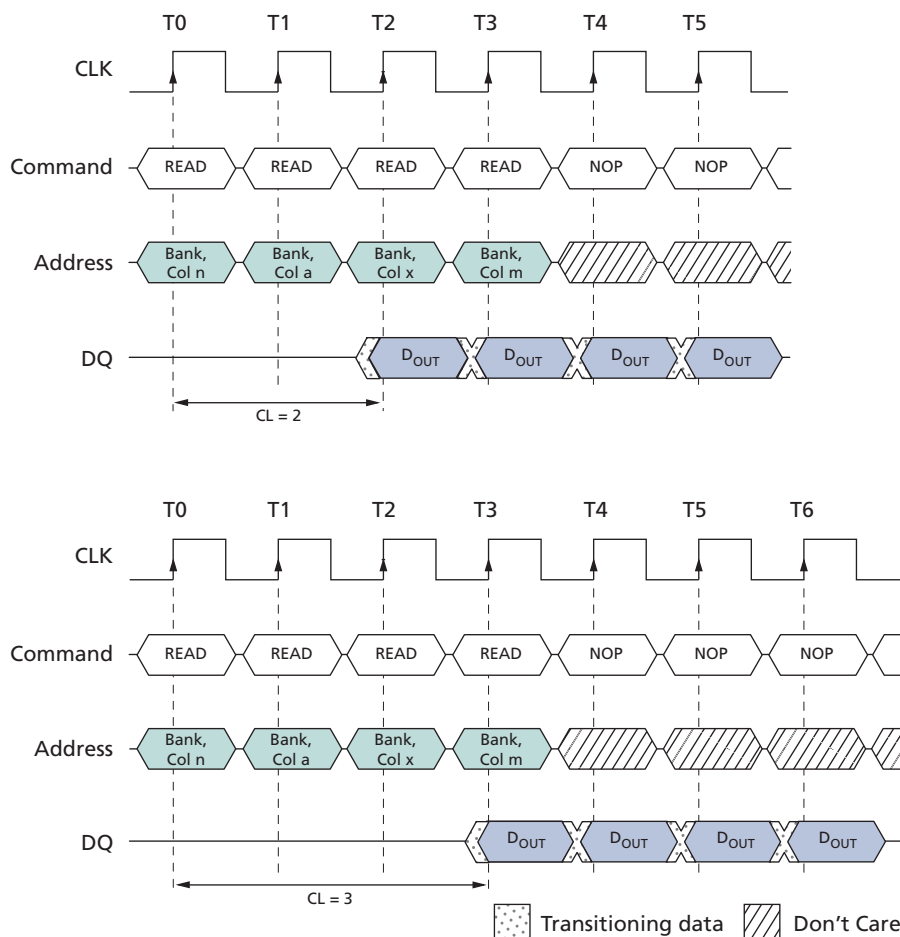 T0 T1 T2 T3 T4 T5
CLK
Command READ READ READ READ NOP NOP
Address Bank, Col n Bank, Col a Bank, Col x Bank, Col m
DQ DOUT DOUT DOUT DOUT
CL = 2
T0 T1 T2 T3 T4 T5 T6
CLK
Command READ READ READ READ NOP NOP NOP
Address Bank, Col n Bank, Col a Bank, Col x Bank, Col m
DQ DOUT DOUT DOUT DOUT
CL = 3
Transitioning data Don't Care